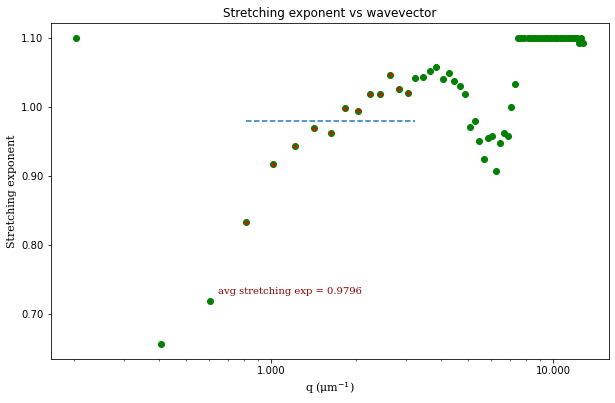 Stretching exponent vs wavevector
Stretching exponent
1.10
1.00
0.90
0.80
0.70
avg stretching exp = 0.9796
1.000
10.000
q (μm⁻¹)